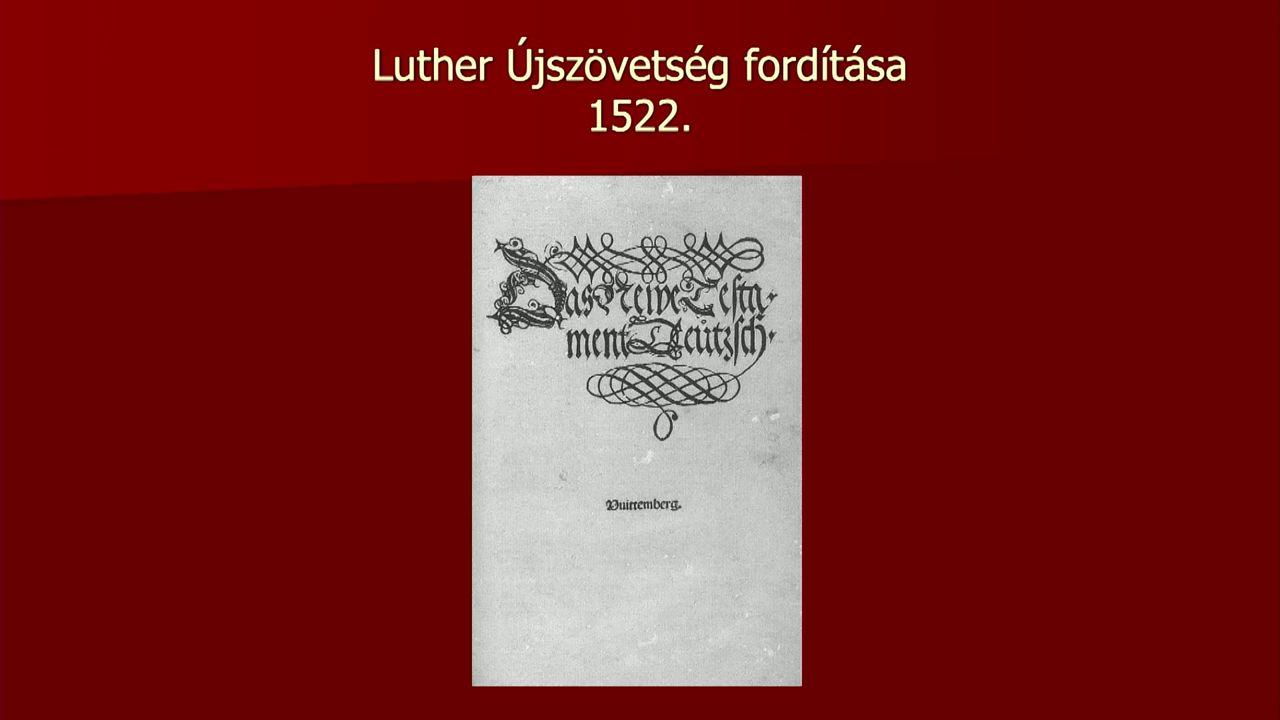 Luther Újszövetség fordítása
1522.
Das Newe Testa-
ment Deützsch.
Vuittemberg.